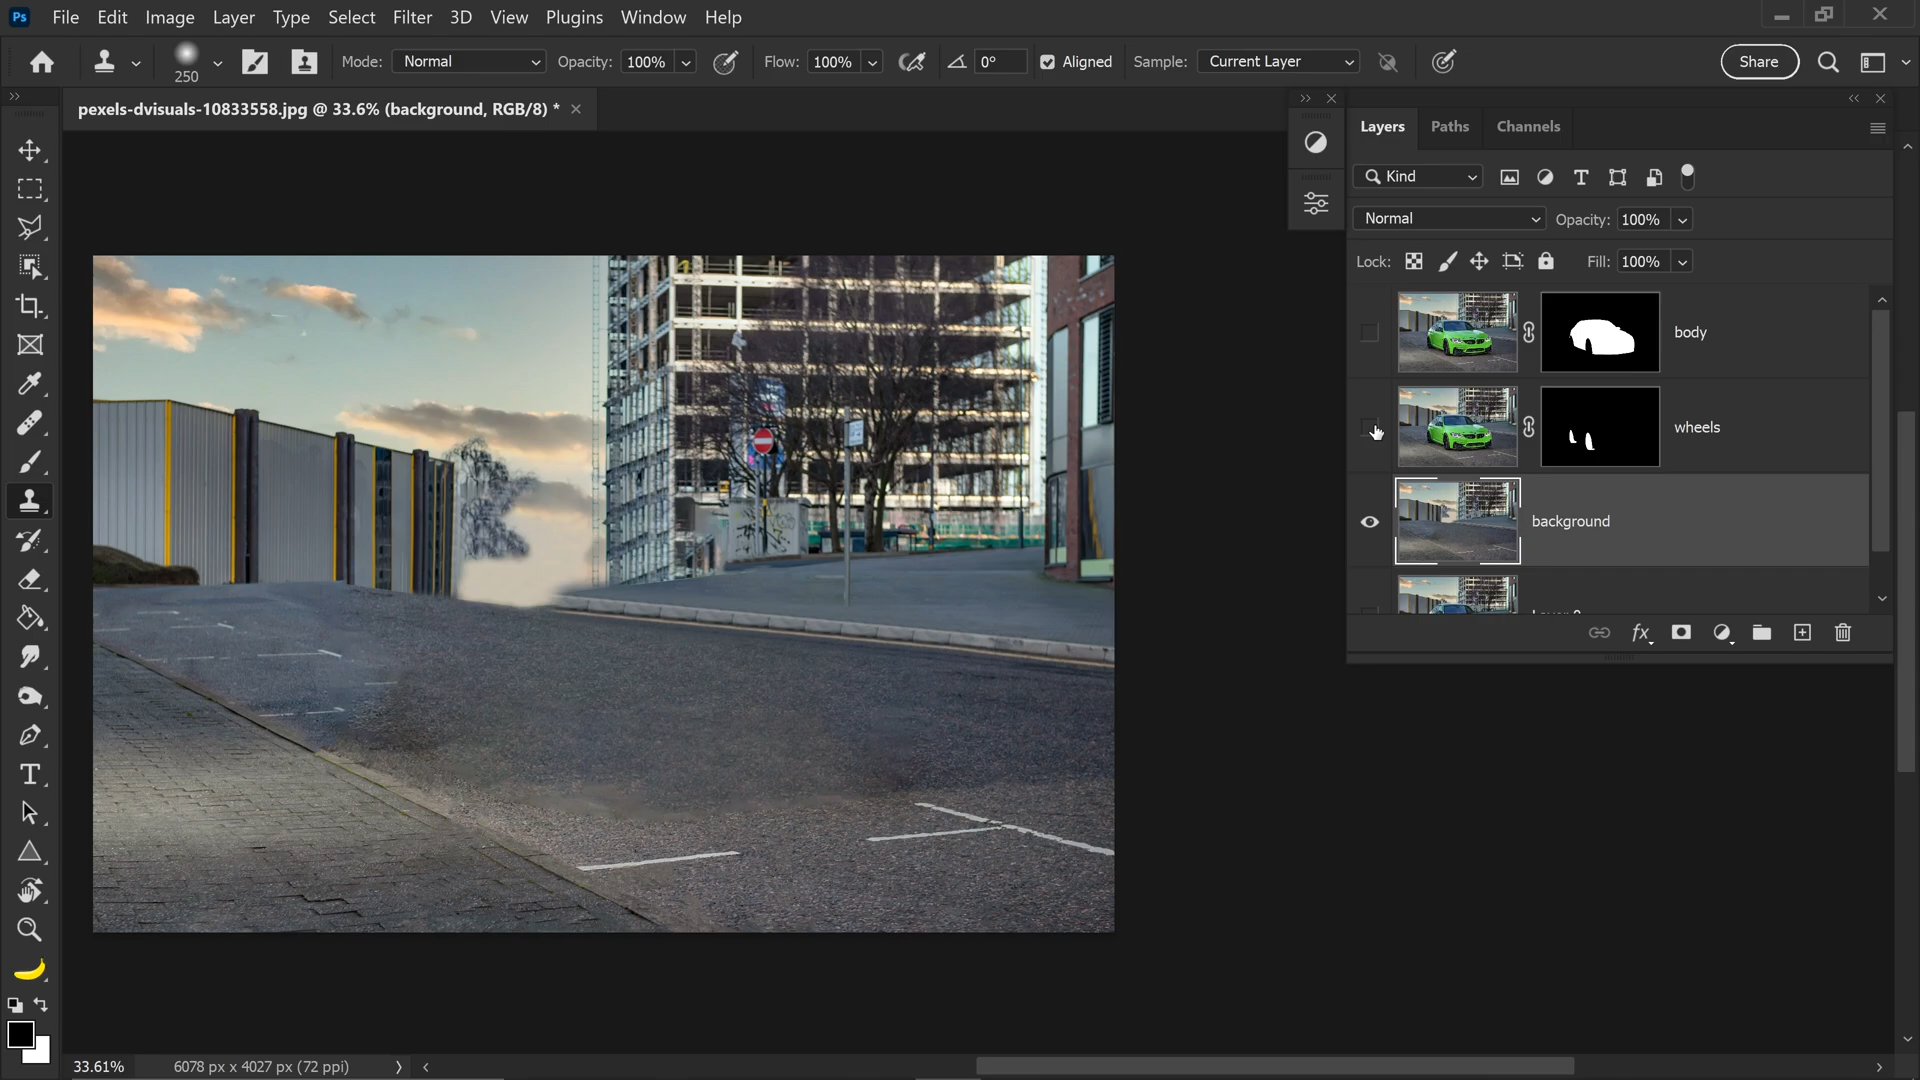 Ps File Edit Image Layer Type Select Filter 3D View Plugins Window Help
250 Mode: Normal Opacity: 100% Flow: 100% 0° Aligned Sample: Current Layer Share
pexels-dvisuals-10833558.jpg @ 33.6% (background, RGB/8) *
Layers Paths Channels
Kind
Normal Opacity: 100%
Lock: Fill: 100%
body
wheels
background
33.61% 6078 px x 4027 px (72 ppi)